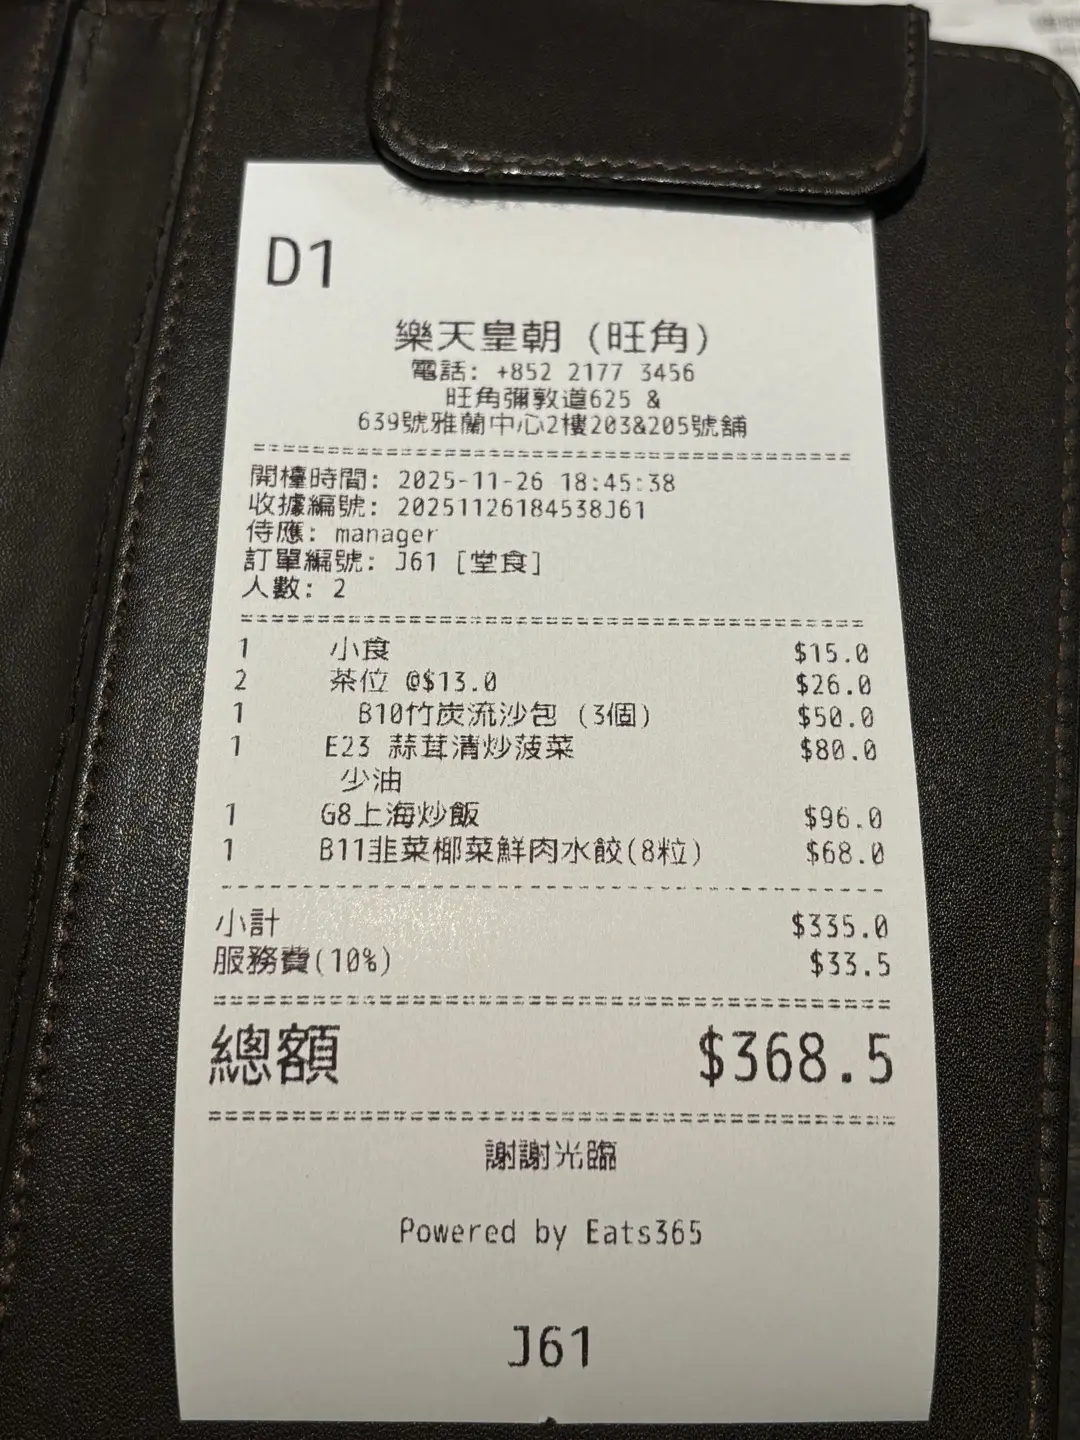 D1
樂天皇朝 (旺角)
電話: +852 2177 3456
旺角彌敦道625 &
639號雅蘭中心2樓203&205號舖
開檯時間: 2025-11-26 18:45:38
收據編號: 20251126184538J61
侍應: manager
訂單編號: J61 [堂食]
人數: 2
1 小食 $15.0
2 茶位 @$13.0 $26.0
1 B10竹炭流沙包 (3個) $50.0
1 E23 蒜茸清炒菠菜 $80.0
少油
1 G8上海炒飯 $96.0
1 B11韭菜椰菜鮮肉水餃(8粒) $68.0
小計 $335.0
服務費(10%) $33.5
總額 $368.5
謝謝光臨
Powered by Eats365
J61